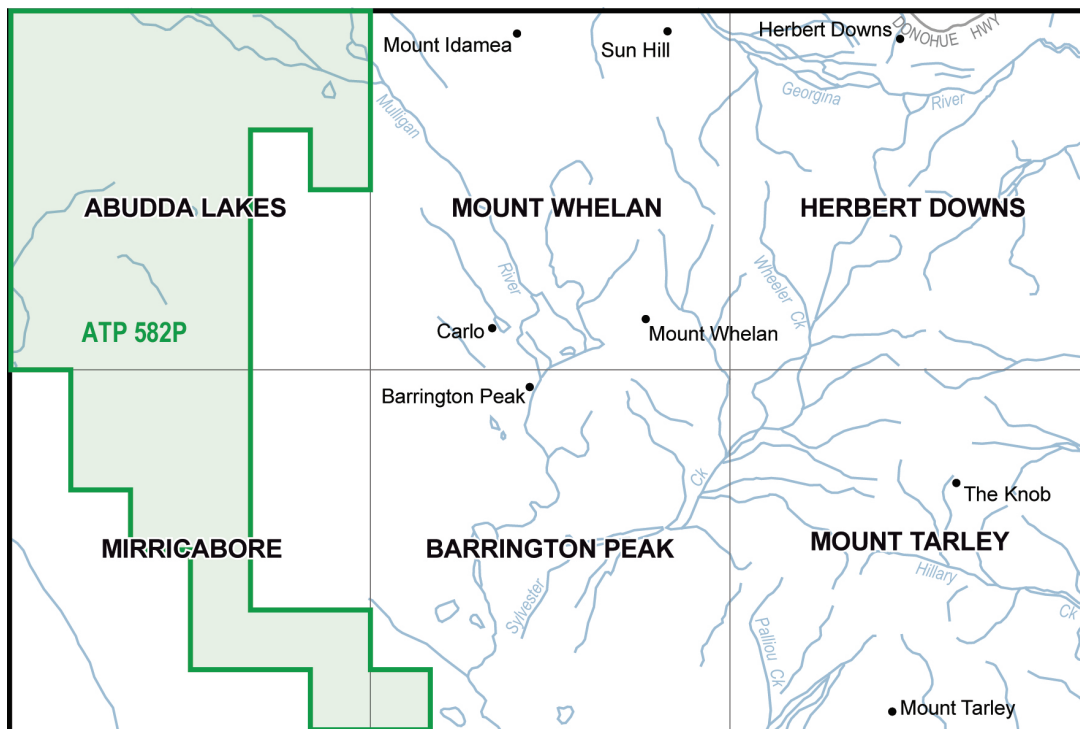 Mount Idamea
Sun Hill
Herbert Downs
DONOHUE HWY
Georgina
River
Mulligan
ABUDDA LAKES
MOUNT WHELAN
HERBERT DOWNS
River
Wheeler Ck
ATP 582P
Carlo
Mount Whelan
Barrington Peak
Ck
The Knob
MIRRICABORE
BARRINGTON PEAK
MOUNT TARLEY
Hillary
Ck
Sylvester
Palliou Ck
Mount Tarley